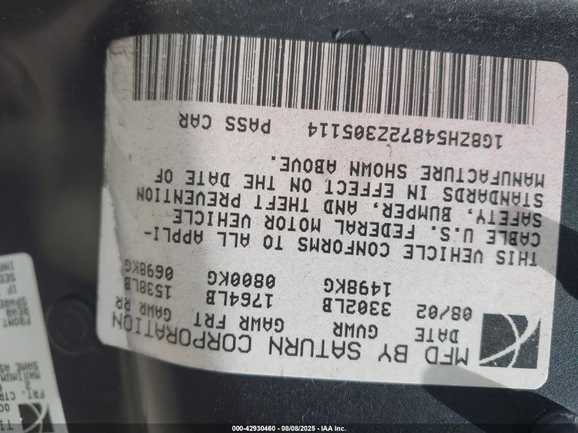 MFD BY SATURN CORPORATION
DATE GVWR GAWR FRT GAWR RR
08/02 3302LB 1764LB 1538LB
1498KG 0800KG 0698KG
THIS VEHICLE CONFORMS TO ALL APPLI-
CABLE U.S. FEDERAL MOTOR VEHICLE
SAFETY, BUMPER, AND THEFT PREVENTION
STANDARDS IN EFFECT ON THE DATE OF
MANUFACTURE SHOWN ABOVE.
1G8ZH54872Z305114 PASS CAR
FRONT
REAR
000-42930460 - 08/08/2025 - IAA Inc.